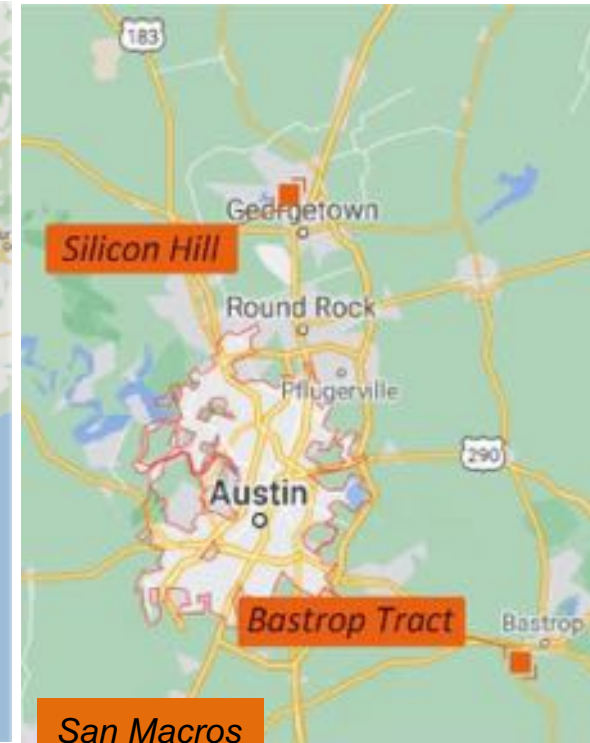 183
Georgetown
Silicon Hill
Round Rock
Pflugerville
290
Austin
Bastrop Tract
Bastrop
San Macros